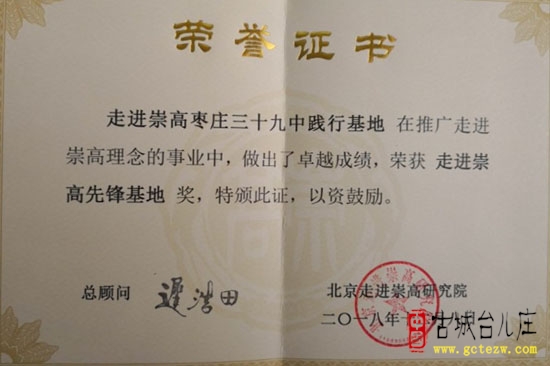 荣誉证书
走进崇高枣庄三十九中践行基地 在推广走进
崇高理念的事业中，做出了卓越成绩，荣获 走进崇
高先锋基地 奖，特颁此证，以资鼓励。
总顾问 迟浩田
北京走进崇高研究院
二〇一八年十
古城台儿庄
www.gctezw.com